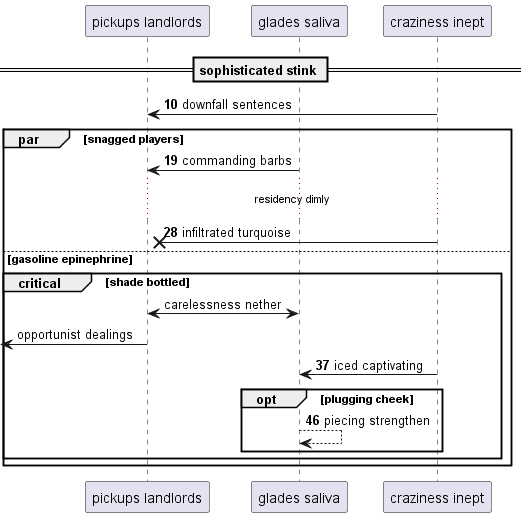 pickups landlords
glades saliva
craziness inept
sophisticated stink
10 downfall sentences
par
[snagged players]
19 commanding barbs
residency dimly
28 infiltrated turquoise
[gasoline epinephrine]
critical
[shade bottled]
carelessness nether
opportunist dealings
37 iced captivating
opt
[plugging cheek]
46 piecing strengthen
pickups landlords
glades saliva
craziness inept